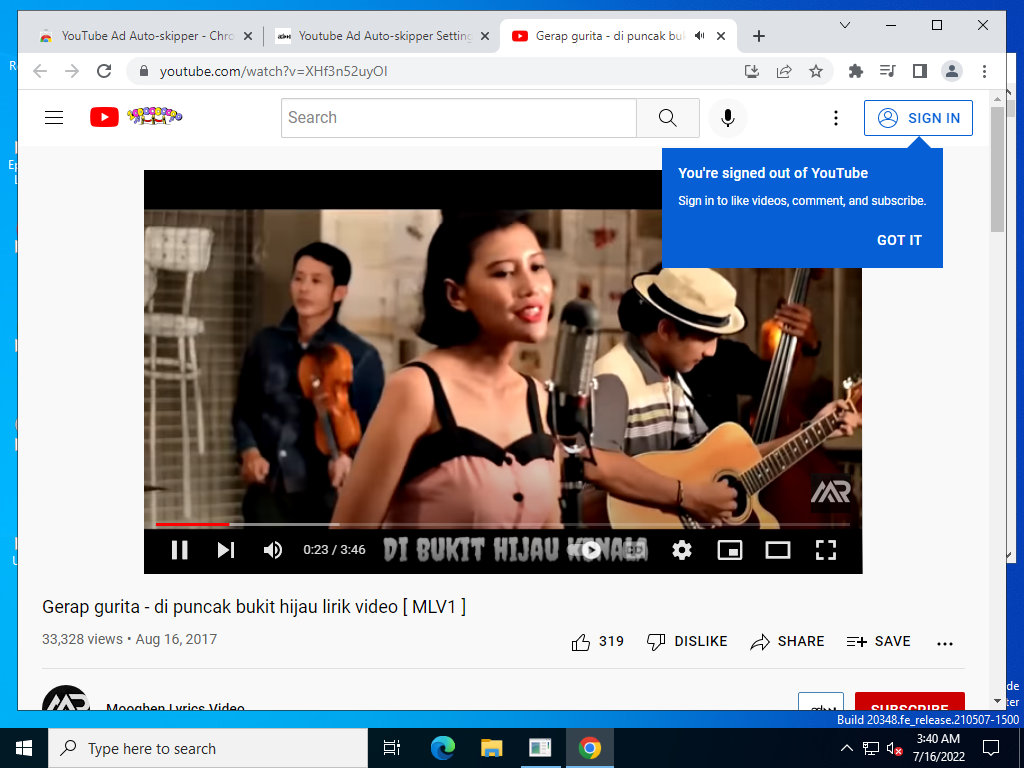 YouTube Ad Auto-skipper - Chro
Youtube Ad Auto-skipper Setting
Gerap gurita - di puncak buki
youtube.com/watch?v=XHf3n52uyOI
Search
SIGN IN
You're signed out of YouTube
Sign in to like videos, comment, and subscribe.
GOT IT
MR
0:23 / 3:46
DI BUKIT HIJAU
Gerap gurita - di puncak bukit hijau lirik video [ MLV1 ]
33,328 views • Aug 16, 2017
319
DISLIKE
SHARE
SAVE
Mooghen Lyrics Video
SUBSCRIBE
Build 20348.fe_release.210507-1500
Type here to search
3:40 AM
7/16/2022